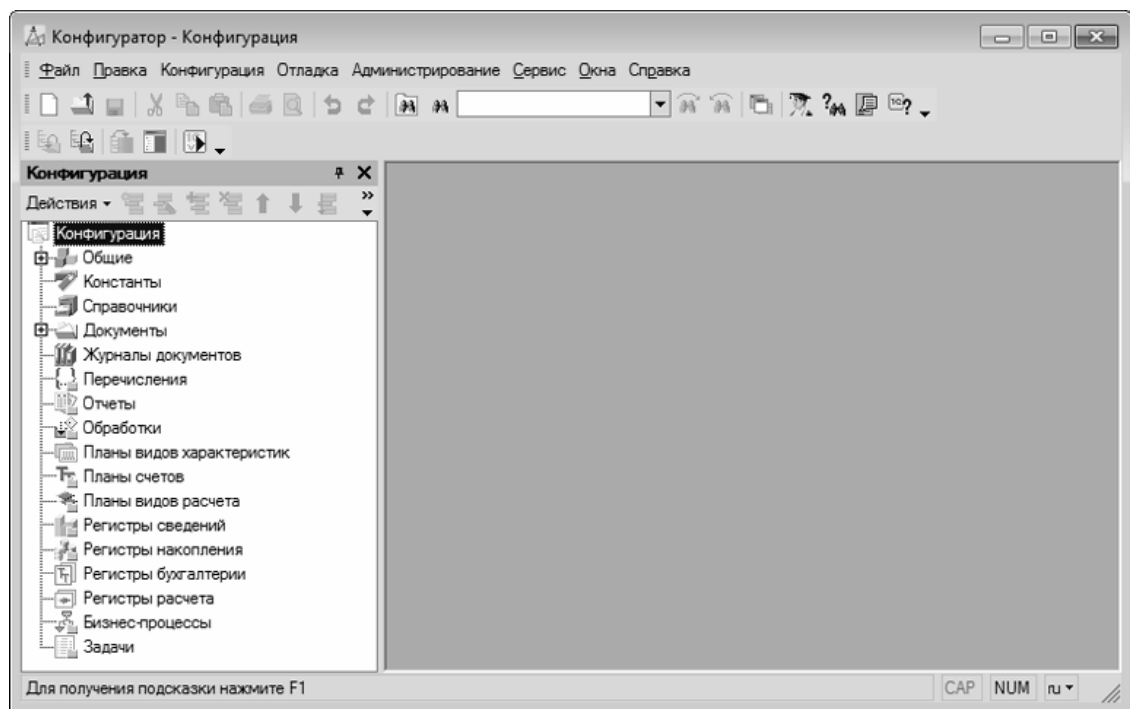 Конфигуратор - Конфигурация
Файл Правка Конфигурация Отладка Администрирование Сервис Окна Справка
Конфигурация
Действия
Конфигурация
Общие
Константы
Справочники
Документы
Журналы документов
Перечисления
Отчеты
Обработки
Планы видов характеристик
Планы счетов
Планы видов расчета
Регистры сведений
Регистры накопления
Регистры бухгалтерии
Регистры расчета
Бизнес-процессы
Задачи
Для получения подсказки нажмите F1 CAP NUM ru